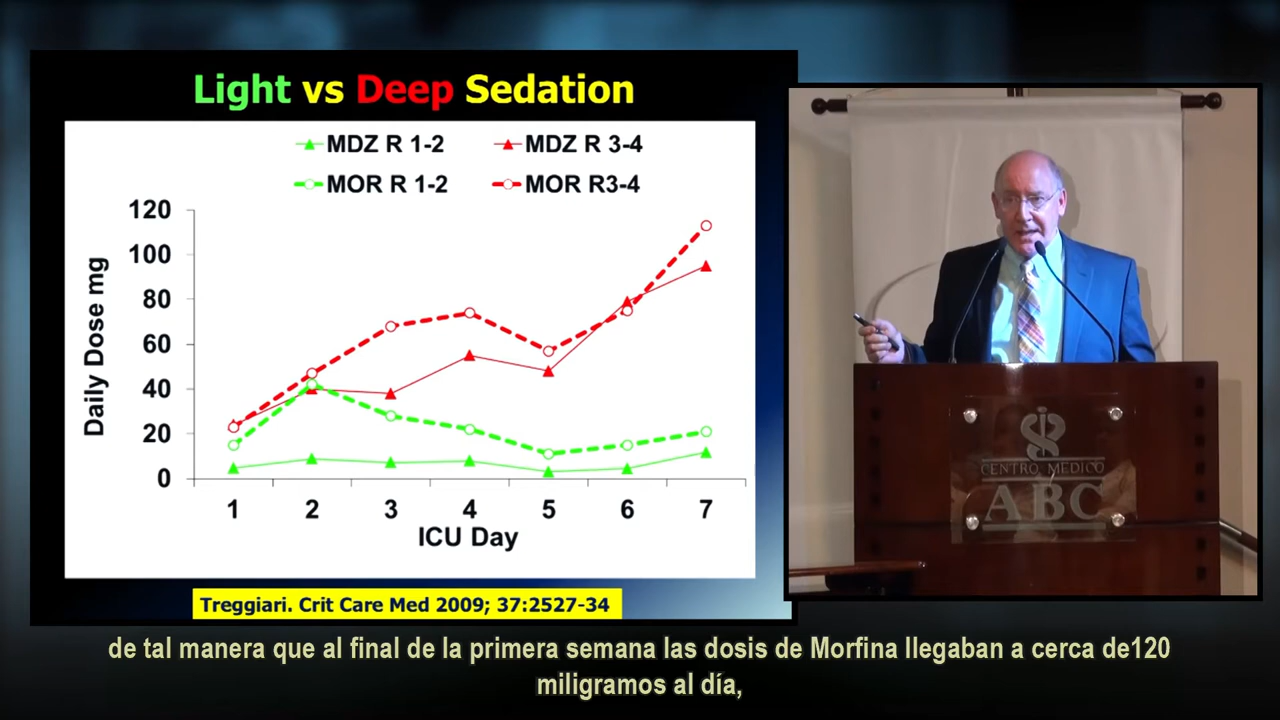 Light vs Deep Sedation
MDZ R 1-2
MDZ R 3-4
MOR R 1-2
MOR R3-4
Daily Dose mg
120
100
80
60
40
20
0
1 2 3 4 5 6 7
ICU Day
Treggiari. Crit Care Med 2009; 37:2527-34
CENTRO MEDICO
ABC
de tal manera que al final de la primera semana las dosis de Morfina llegaban a cerca de120
miligramos al día,